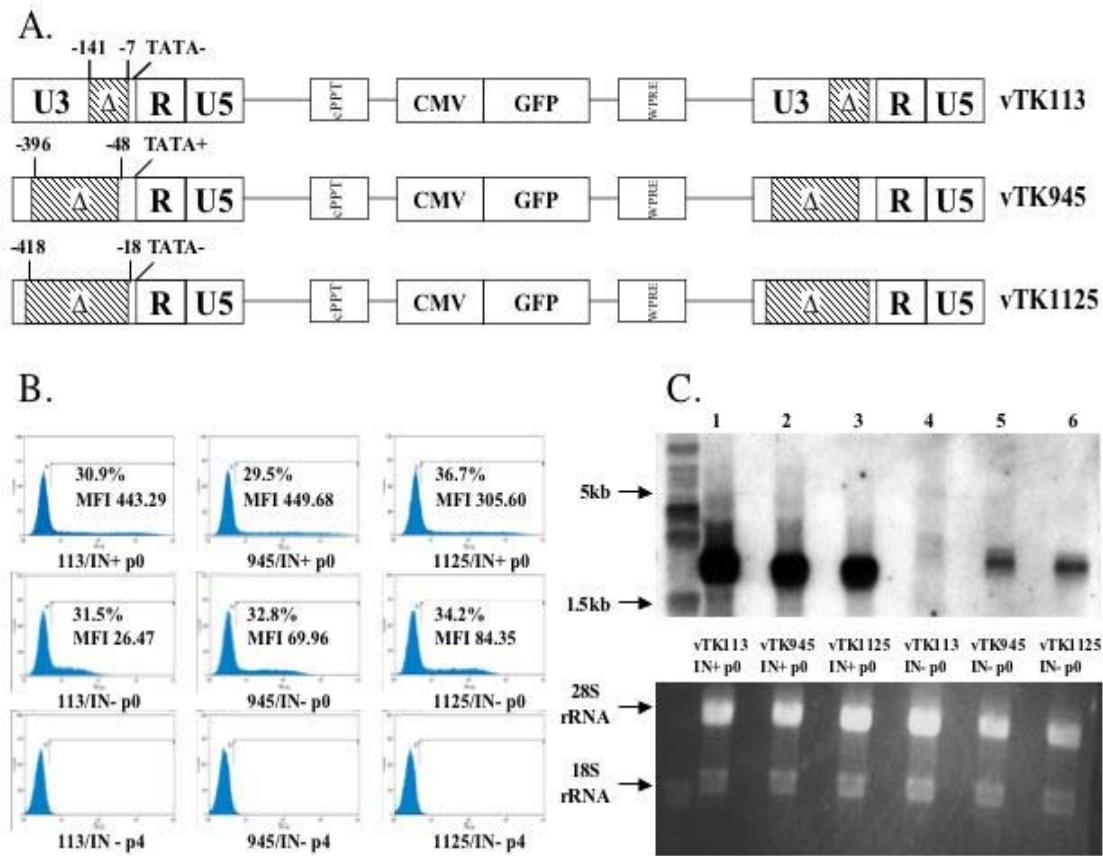 A.
-141 -7 TATA-
U3 Δ R U5 cPPT CMV GFP WPRE U3 Δ R U5 vTK113
-396 -48 TATA+
Δ R U5 cPPT CMV GFP WPRE Δ R U5 vTK945
-418 -18 TATA-
Δ R U5 cPPT CMV GFP WPRE Δ R U5 vTK1125
B.
30.9%
MFI 443.29
113/IN+ p0
29.5%
MFI 449.68
945/IN+ p0
36.7%
MFI 305.60
1125/IN+ p0
31.5%
MFI 26.47
113/IN- p0
32.8%
MFI 69.96
945/IN- p0
34.2%
MFI 84.35
1125/IN- p0
113/IN - p4
945/IN- p4
1125/IN- p4
C.
1 2 3 4 5 6
5kb
1.5kb
vTK113 vTK945 vTK1125 vTK113 vTK945 vTK1125
IN+ p0 IN+ p0 IN+ p0 IN- p0 IN- p0 IN- p0
28S
rRNA
18S
rRNA